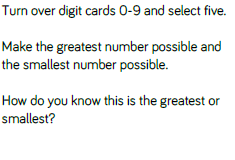 Turn over digit cards 0-9 and select five.
Make the greatest number possible and
the smallest number possible.
How do you know this is the greatest or
smallest?